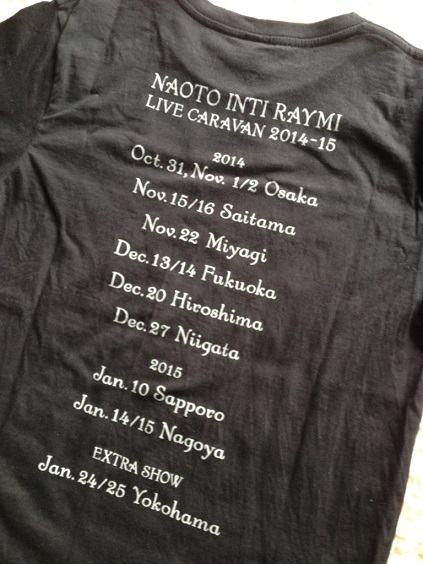 NAOTO INTI RAYMI
LIVE CARAVAN 2014-15
2014
Oct. 31, Nov. 1/2 Osaka
Nov. 15/16 Saitama
Nov. 22 Miyagi
Dec. 13/14 Fukuoka
Dec. 20 Hiroshima
Dec. 27 Niigata
2015
Jan. 10 Sapporo
Jan. 14/15 Nagoya
EXTRA SHOW
Jan. 24/25 Yokohama